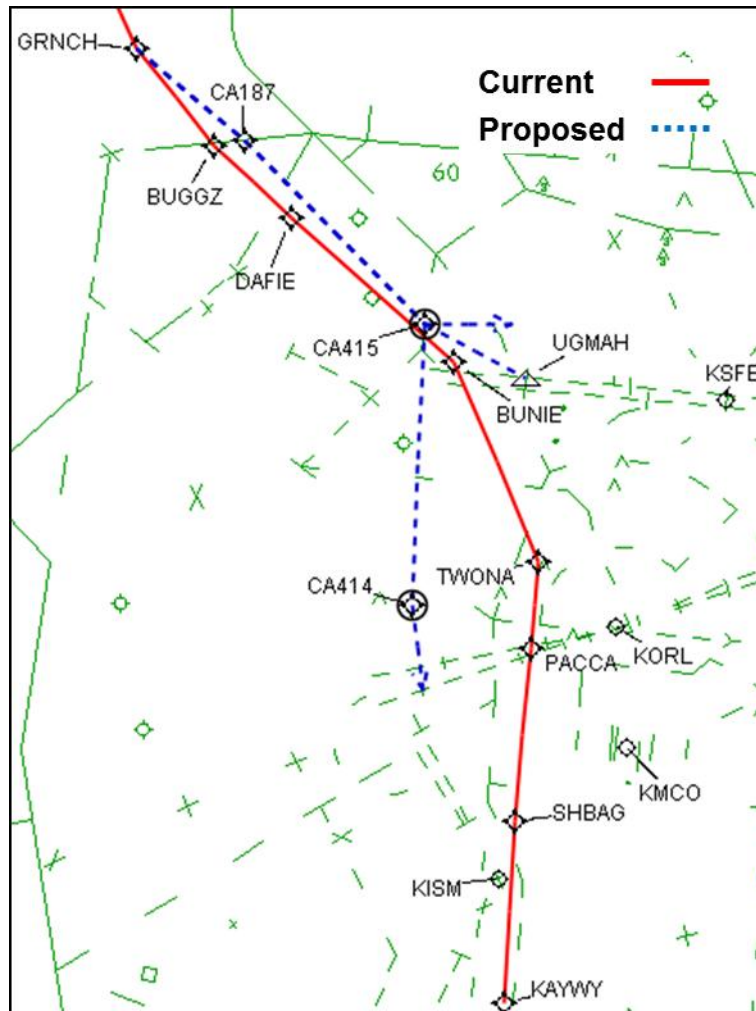 GRNCH
CA187
Current
Proposed
60
BUGGZ
DAFIE
CA415
UGMAH
KSFB
BUNIE
TWONA
CA414
KORL
PACCA
KMCO
SHBAG
KISM
KAYWY